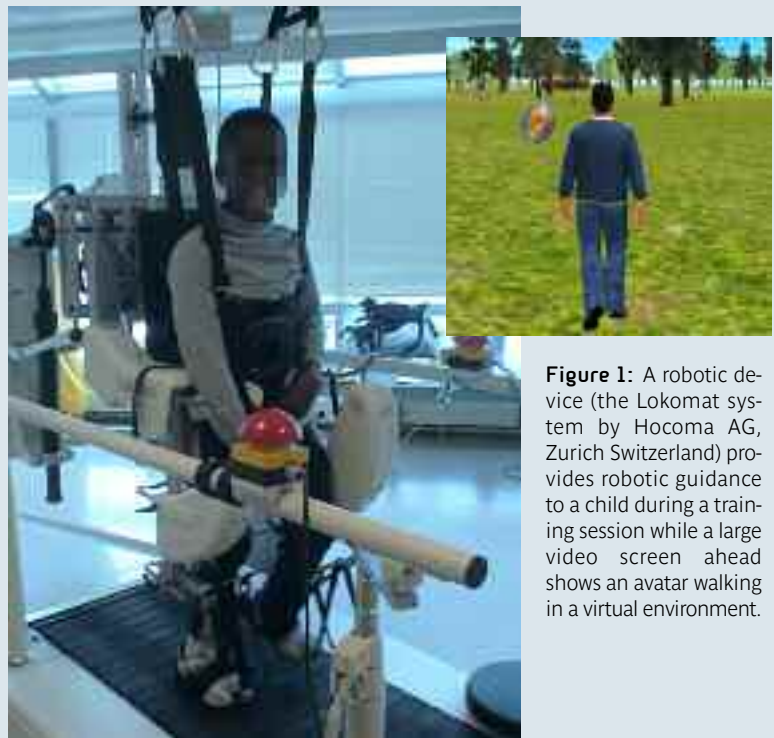 Figure 1: A robotic de-
vice (the Lokomat sys-
tem by Hocoma AG,
Zurich Switzerland) pro-
vides robotic guidance
to a child during a train-
ing session while a large
video screen ahead
shows an avatar walking
in a virtual environment.